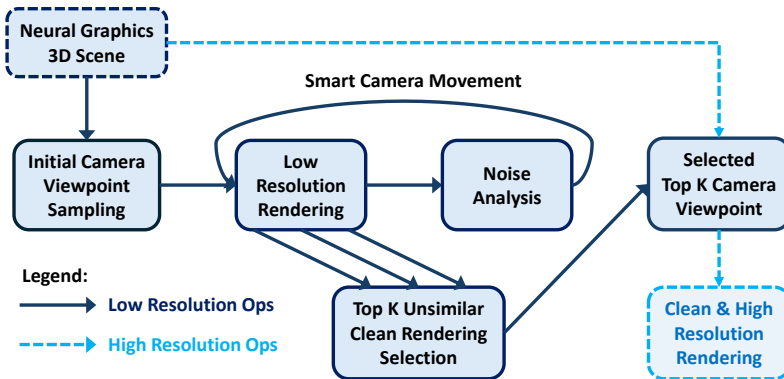 Neural Graphics
3D Scene
Smart Camera Movement
Initial Camera
Viewpoint
Sampling
Low
Resolution
Rendering
Noise
Analysis
Selected
Top K Camera
Viewpoint
Legend:
Low Resolution Ops
High Resolution Ops
Top K Unsimilar
Clean Rendering
Selection
Clean & High
Resolution
Rendering